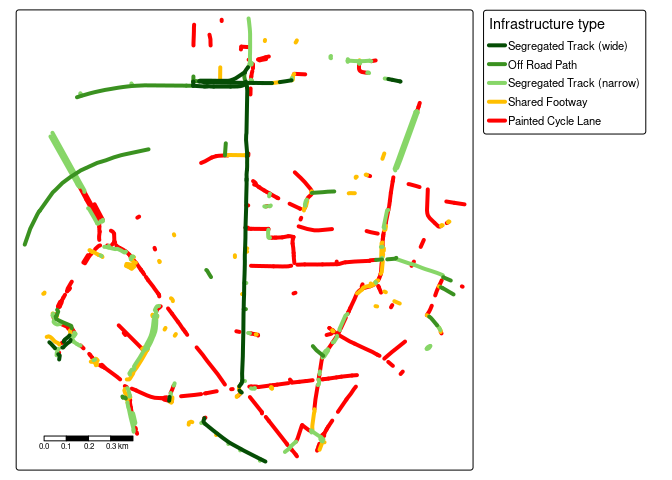 Infrastructure type
Segregated Track (wide)
Off Road Path
Segregated Track (narrow)
Shared Footway
Painted Cycle Lane
0.0 0.1 0.2 0.3 km